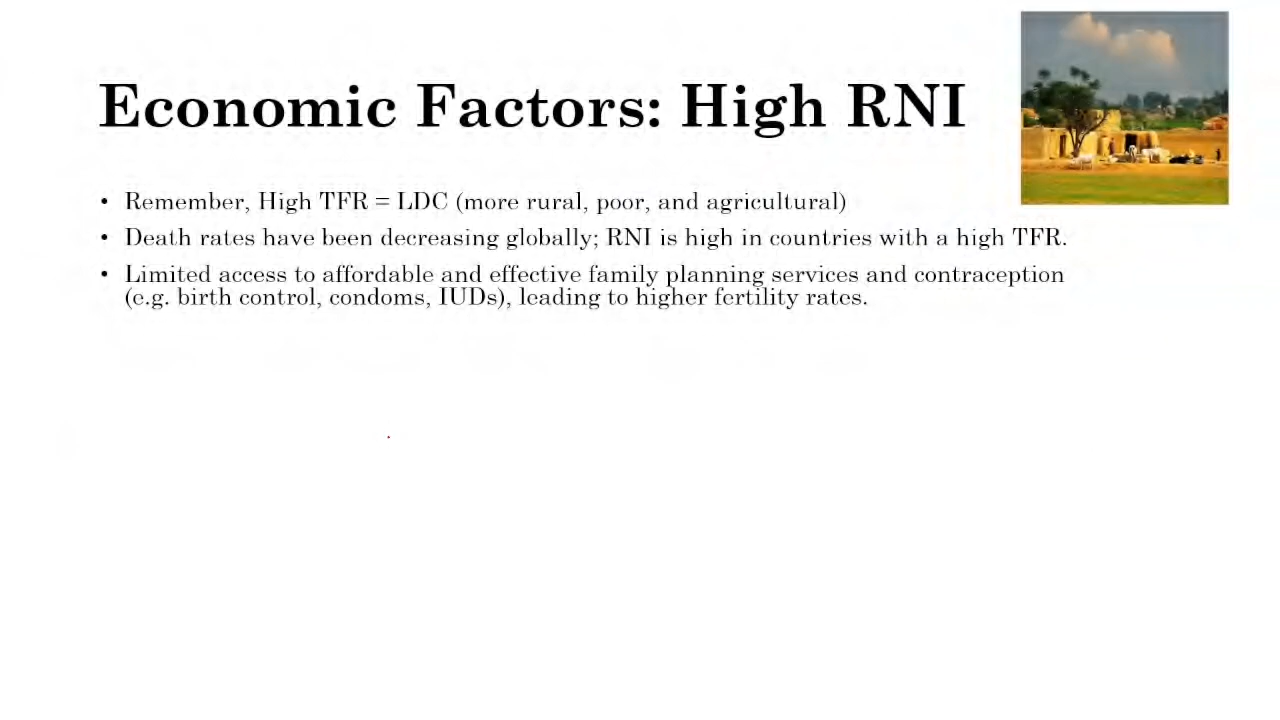 Economic Factors: High RNI
• Remember, High TFR = LDC (more rural, poor, and agricultural)
• Death rates have been decreasing globally; RNI is high in countries with a high TFR.
• Limited access to affordable and effective family planning services and contraception
(e.g. birth control, condoms, IUDs), leading to higher fertility rates.